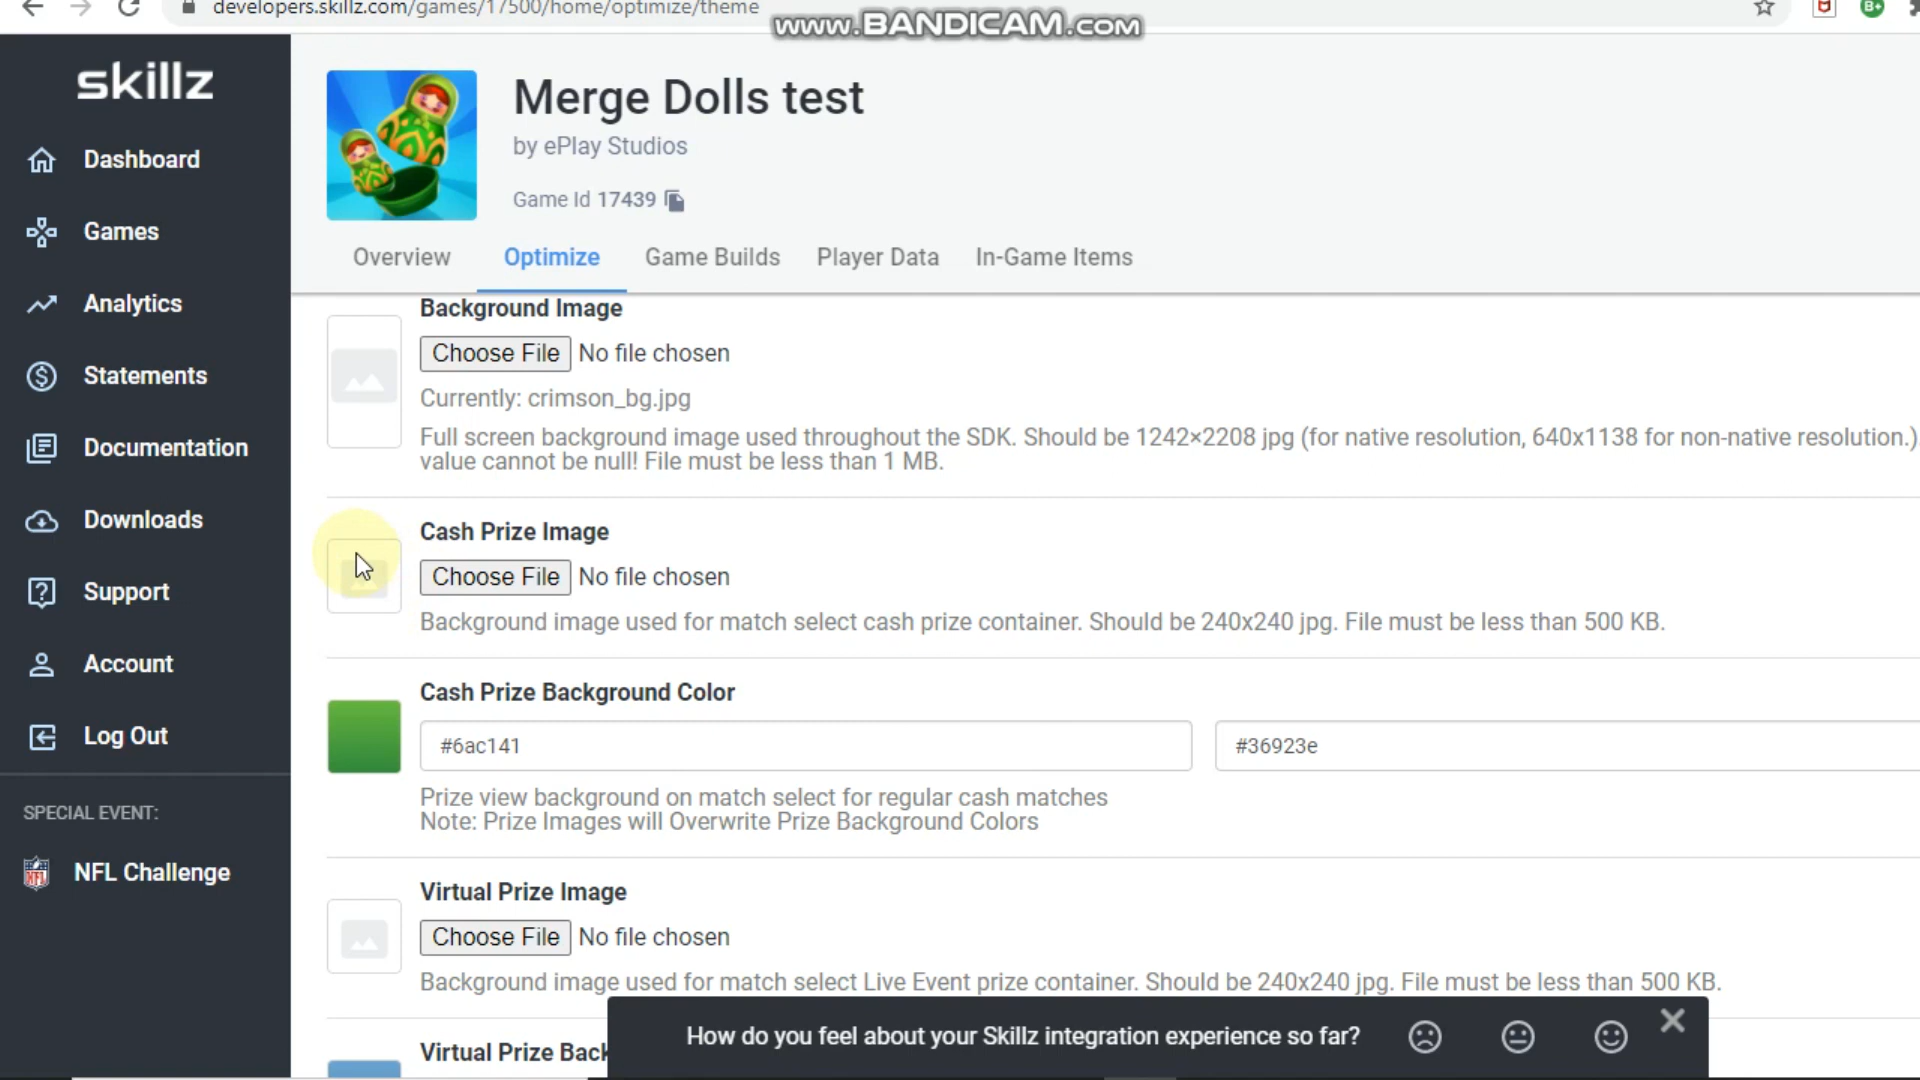 developers.skillz.com/games/17500/home/optimize/theme
www.BANDICAM.com
B+
skillz
Dashboard
Games
Analytics
Statements
Documentation
Downloads
Support
Account
Log Out
SPECIAL EVENT:
NFL
NFL Challenge
Merge Dolls test
by ePlay Studios
Game Id 17439
Overview
Optimize
Game Builds
Player Data
In-Game Items
Background Image
Choose File No file chosen
Currently: crimson_bg.jpg
Full screen background image used throughout the SDK. Should be 1242×2208 jpg (for native resolution, 640x1138 for non-native resolution.)
value cannot be null! File must be less than 1 MB.
Cash Prize Image
Choose File No file chosen
Background image used for match select cash prize container. Should be 240x240 jpg. File must be less than 500 KB.
Cash Prize Background Color
#6ac141
#36923e
Prize view background on match select for regular cash matches
Note: Prize Images will Overwrite Prize Background Colors
Virtual Prize Image
Choose File No file chosen
Background image used for match select Live Event prize container. Should be 240x240 jpg. File must be less than 500 KB.
Virtual Prize Back
How do you feel about your Skillz integration experience so far?